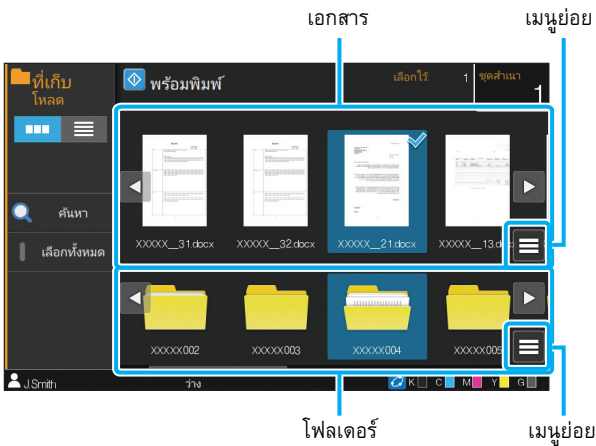 เอกสาร
เมนูย่อย
ที่เก็บ
โหลด
พร้อมพิมพ์
เลือกไว้: 1
ชุดสำเนา
1
ค้นหา
เลือกทั้งหมด
XXXXX__31.docx
XXXXX__32.docx
XXXXX__21.docx
XXXXX__13.d
XXXXX002
XXXXX003
XXXXX004
XXXXX005
J.Smith
ว่าง
K C M Y G
โฟลเดอร์
เมนูย่อย